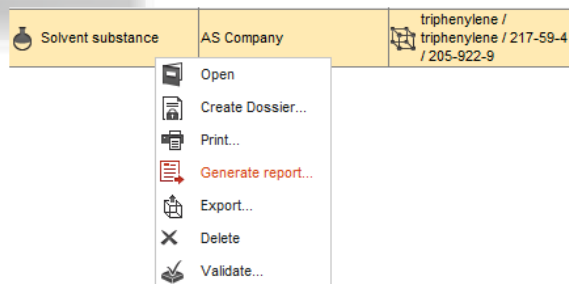 Solvent substance
AS Company
triphenylene /
triphenylene / 217-59-4
/ 205-922-9
Open
Create Dossier...
Print...
Generate report...
Export...
Delete
Validate...